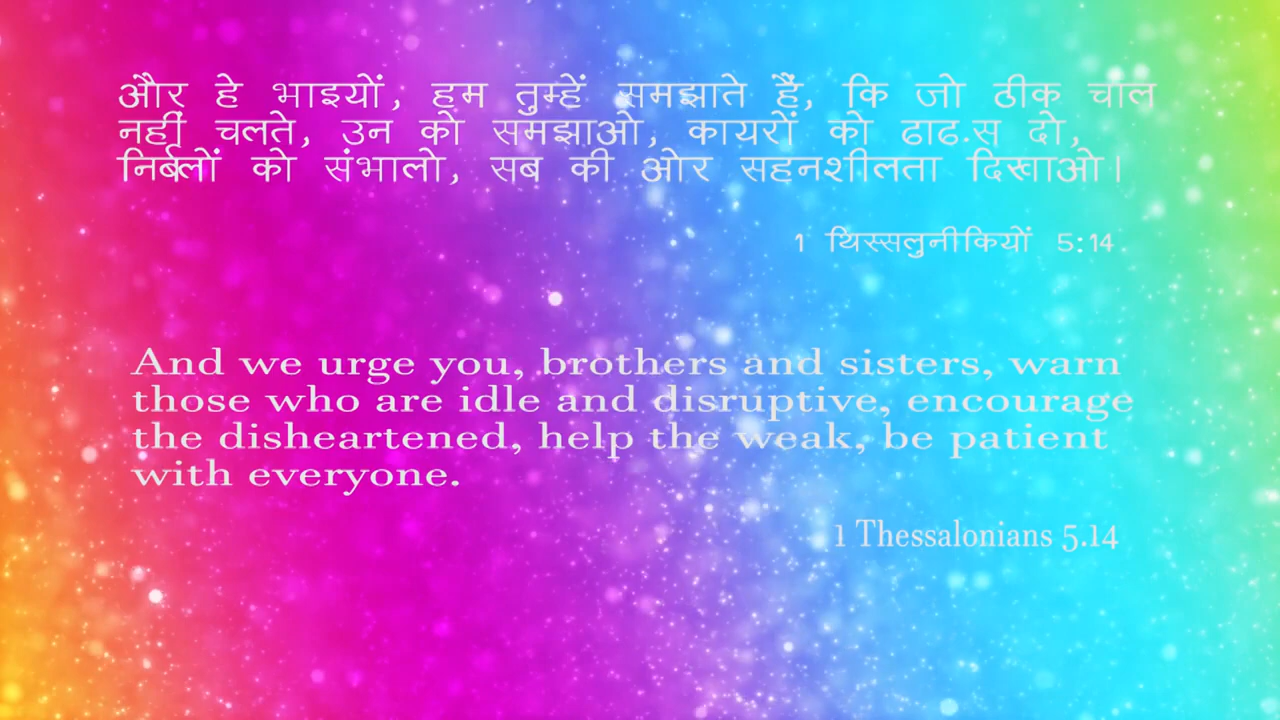 और हे भाइयों, हम तुम्हें समझाते हैं, कि जो ठीक चाल
नहीं चलते, उन को समझाओ, कायरों को ढाढ.स दो,
निर्बलों को संभालो, सब की ओर सहनशीलता दिखाओ।
1 थिस्सलुनीकियों 5:14
And we urge you, brothers and sisters, warn
those who are idle and disruptive, encourage
the disheartened, help the weak, be patient
with everyone.
1 Thessalonians 5.14